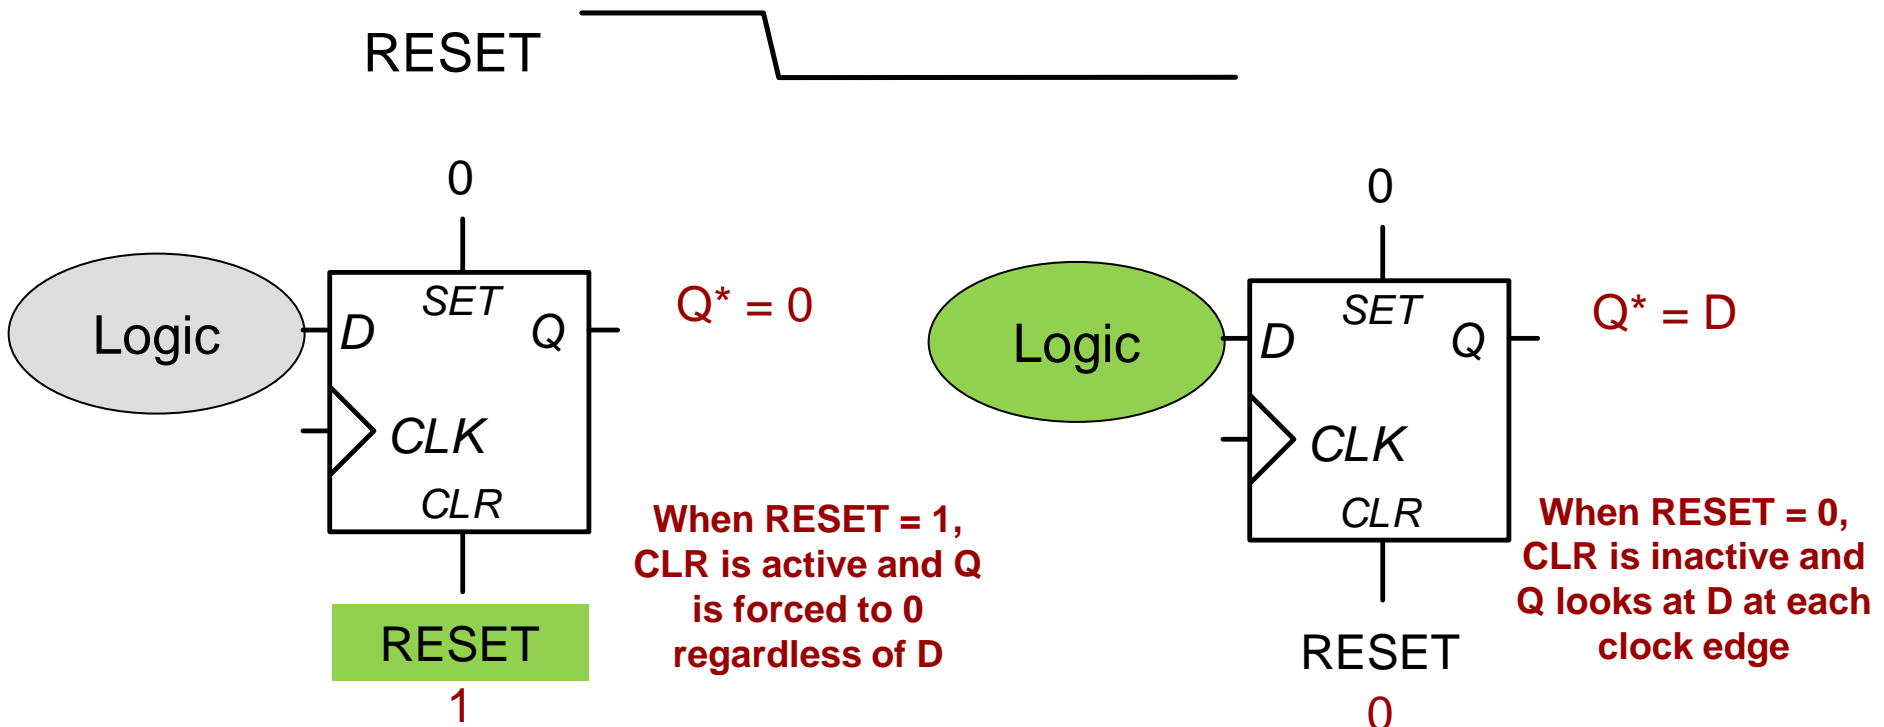 RESET
0
SET
Logic
D
Q
Q* = 0
CLK
CLR
When RESET = 1,
CLR is active and Q
is forced to 0
regardless of D
RESET
1
0
SET
Logic
D
Q
Q* = D
CLK
CLR
When RESET = 0,
CLR is inactive and
Q looks at D at each
clock edge
RESET
0